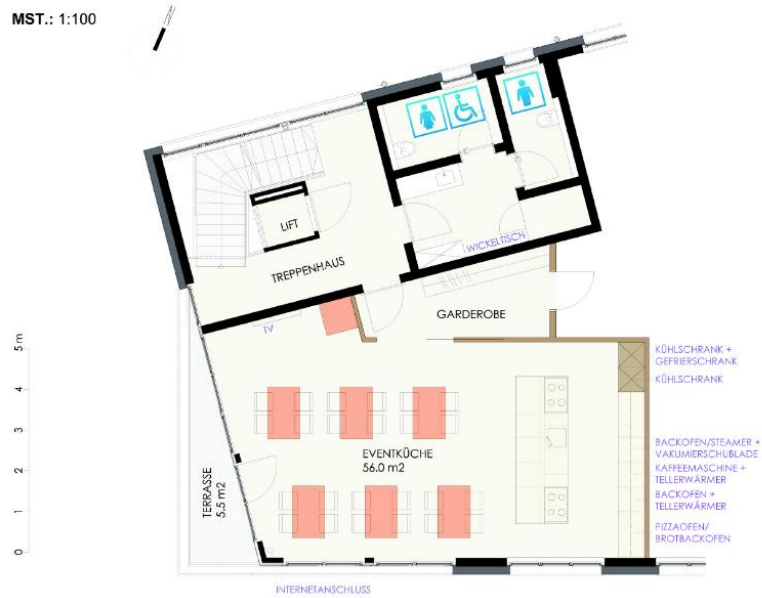 MST.: 1:100
LIFT
TREPPENHAUS
WICKELTISCH
GARDEROBE
TV
5 m
4
3
2
1
0
KÜHLSCHRANK +
GEFRIERSCHRANK
KÜHLSCHRANK
EVENTKÜCHE
56.0 m2
TERRASSE
5.5 m2
BACKOFEN/STEAMER +
VAKUMIERSCHUBLADE
KAFFEEMASCHINE +
TELLERWÄRMER
BACKOFEN +
TELLERWÄRMER
PIZZAOFEN/
BROTBACKOFEN
INTERNETANSCHLUSS